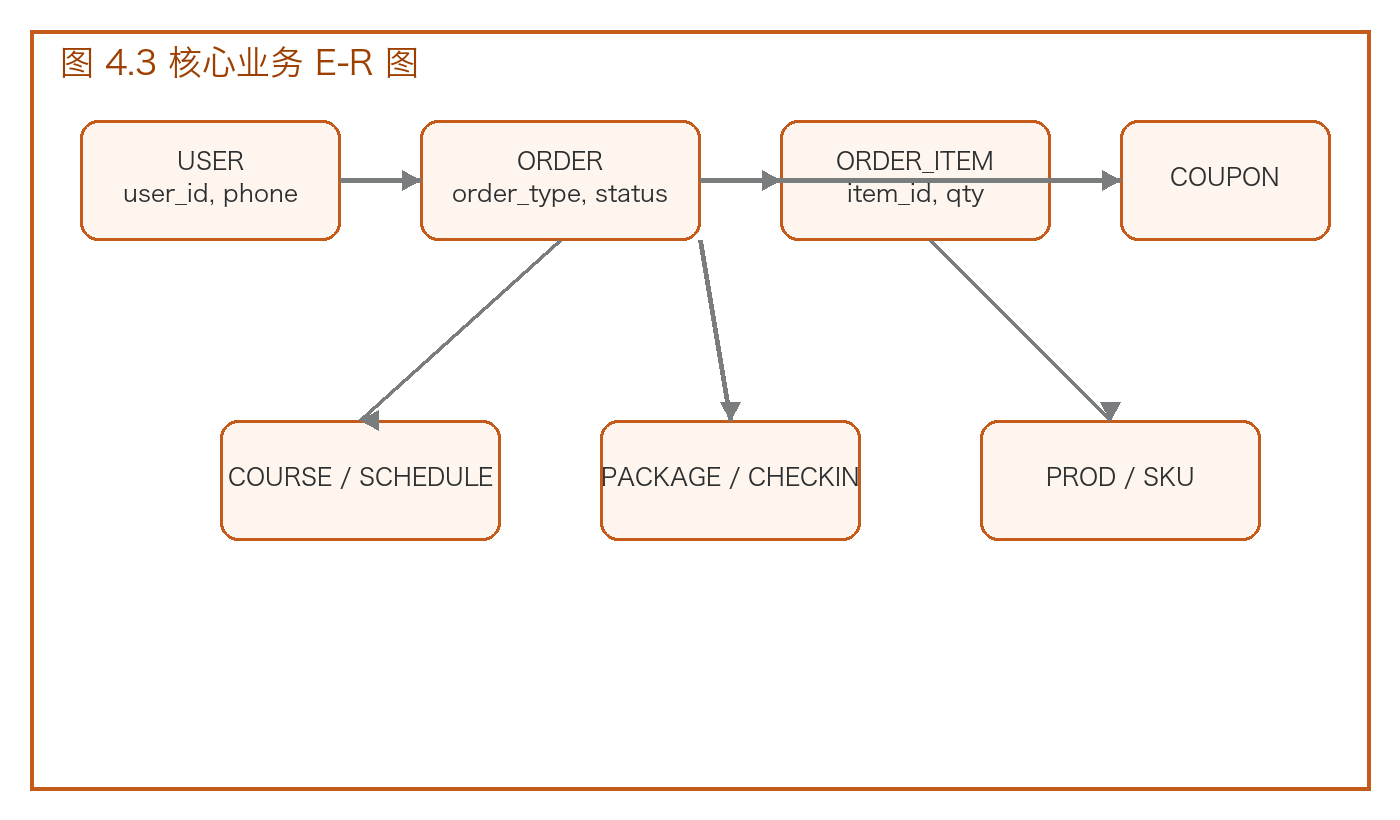 图 4.3 核心业务 E-R 图
USER
user_id, phone
ORDER
order_type, status
ORDER_ITEM
item_id, qty
COUPON
COURSE / SCHEDULE
PACKAGE / CHECKIN
PROD / SKU